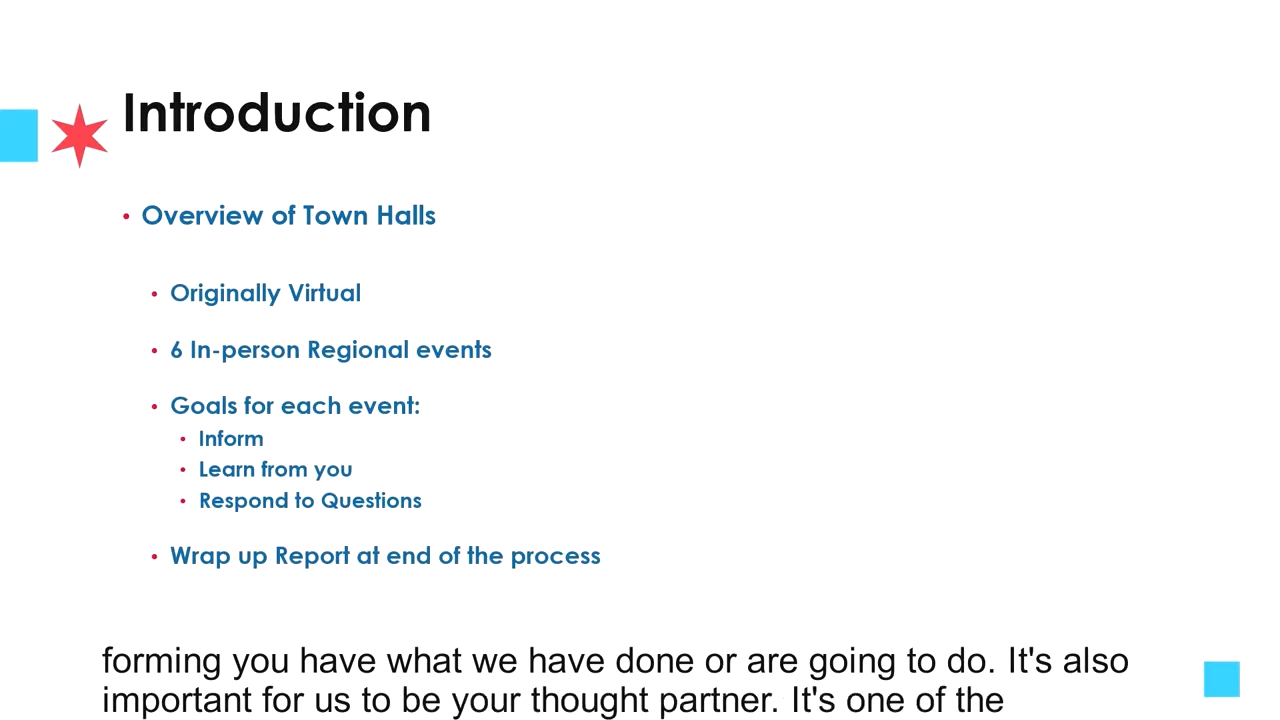 Introduction
• Overview of Town Halls
• Originally Virtual
• 6 In-person Regional events
• Goals for each event:
• Inform
• Learn from you
• Respond to Questions
• Wrap up Report at end of the process
forming you have what we have done or are going to do. It's also
important for us to be your thought partner. It's one of the